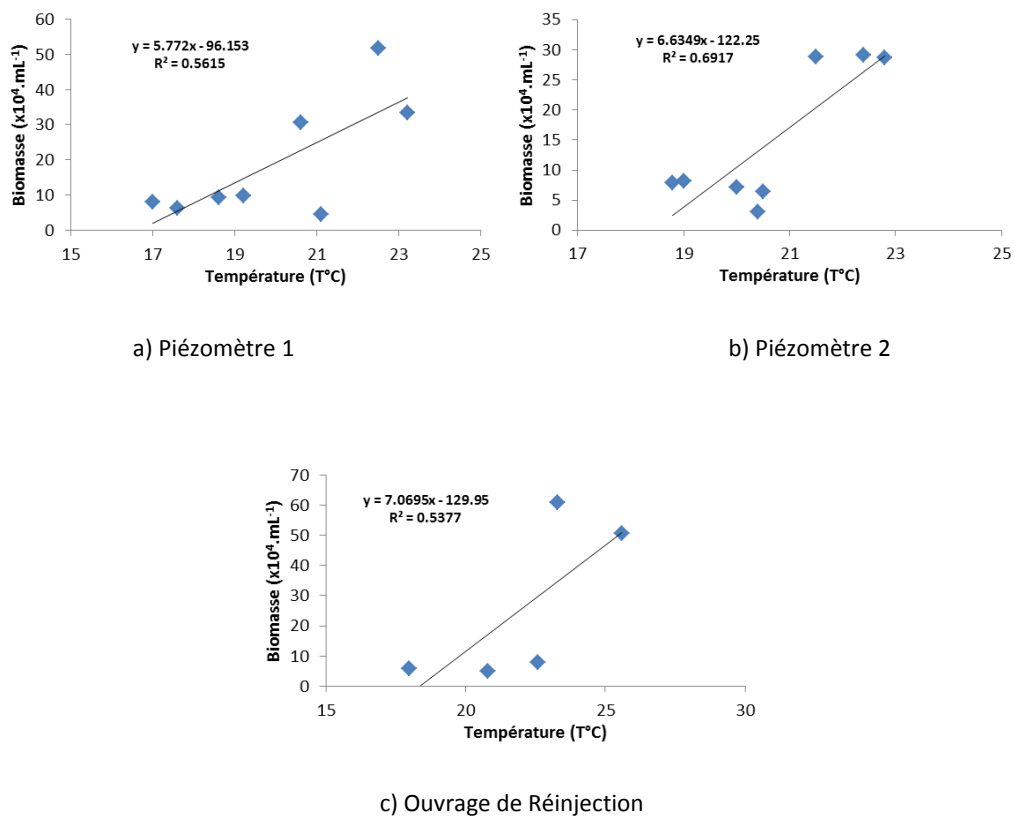 60
50
40
30
20
10
0
Biomasse (x10⁴.mL⁻¹)
y = 5.772x - 96.153
R² = 0.5615
15 17 19 21 23 25
Température (T°C)
a) Piézomètre 1
35
30
25
20
15
10
5
0
Biomasse (x10⁴.mL⁻¹)
y = 6.6349x - 122.25
R² = 0.6917
17 19 21 23 25
Température (T°C)
b) Piézomètre 2
70
60
50
40
30
20
10
0
Biomasse (x10⁴.mL⁻¹)
y = 7.0695x - 129.95
R² = 0.5377
15 20 25 30
Température (T°C)
c) Ouvrage de Réinjection